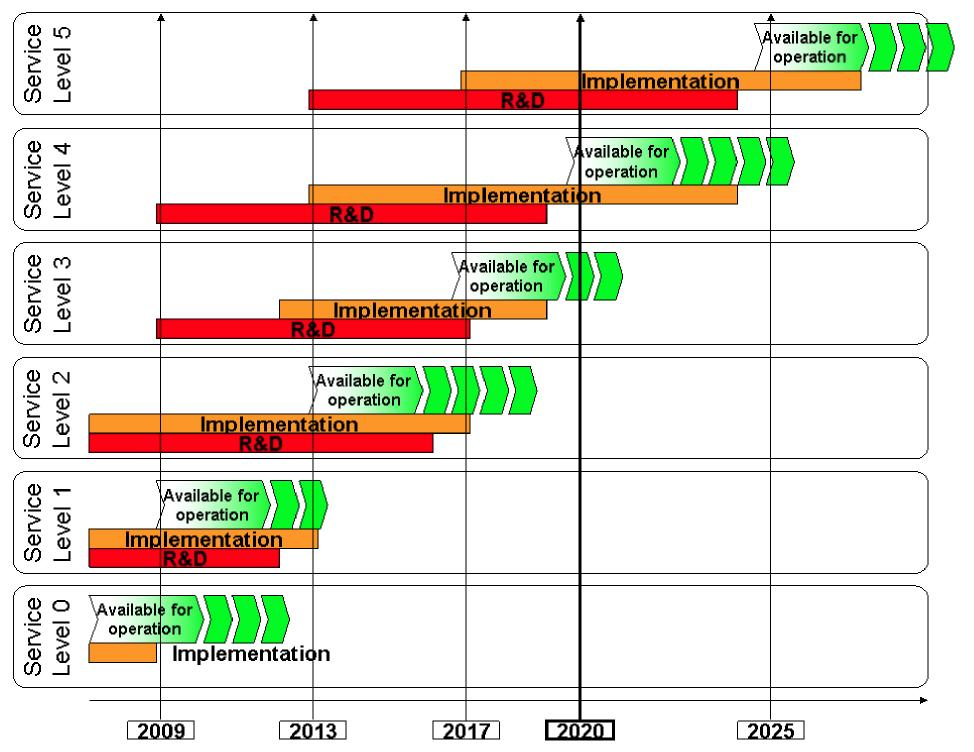 Service
Level 5
Available for
operation
Implementation
R&D
Service
Level 4
Available for
operation
Implementation
R&D
Service
Level 3
Available for
operation
Implementation
R&D
Service
Level 2
Available for
operation
Implementation
R&D
Service
Level 1
Available for
operation
Implementation
R&D
Service
Level 0
Available for
operation
Implementation
2009 2013 2017 2020 2025